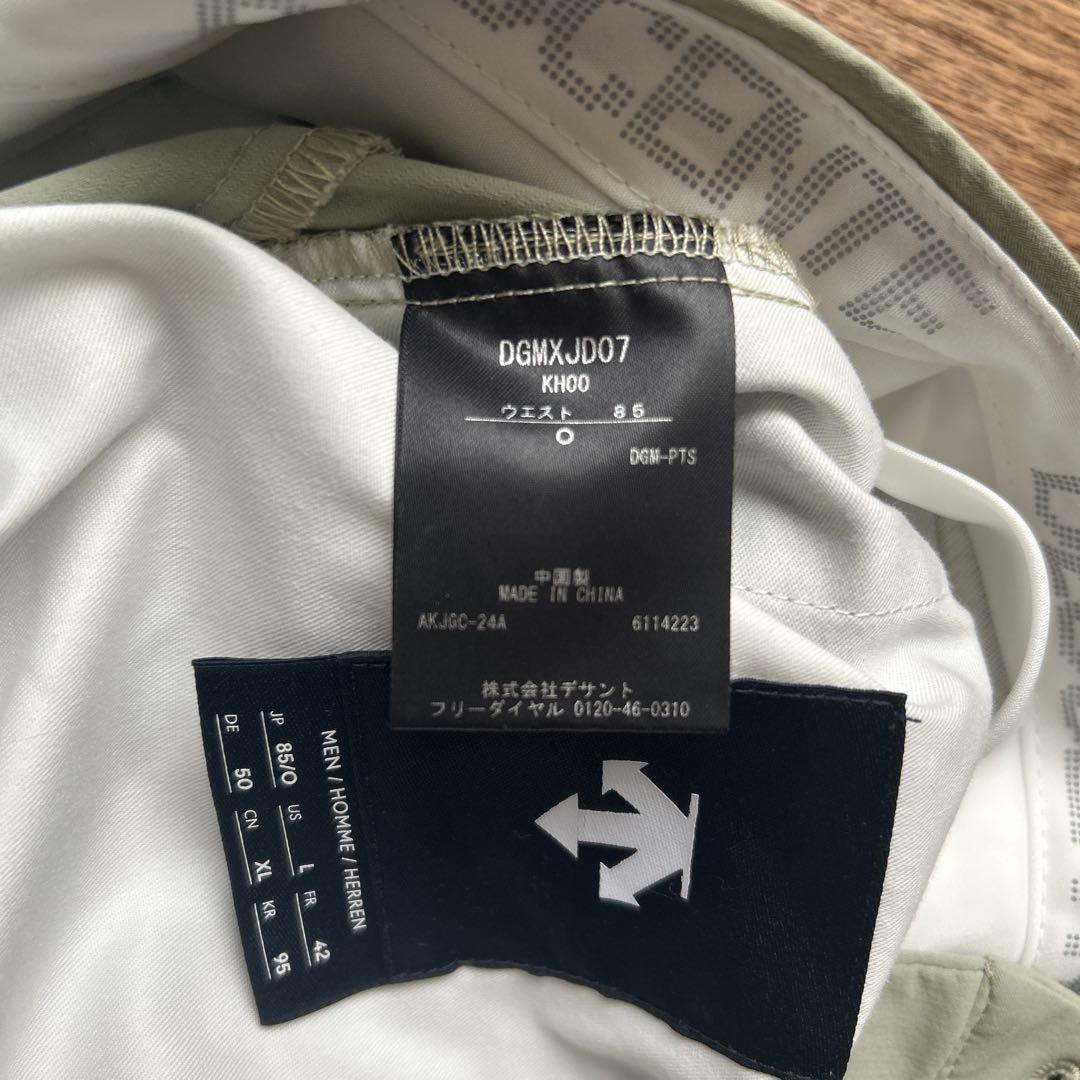 SCENTE
DGMXJD07
KH00
ウエスト 85
O
DGM-PTS
中国製
MADE IN CHINA
AKJGC-24A 6114223
株式会社デサント
フリーダイヤル 0120-46-0310
MEN / HOMME / HERREN
JP 85/O US L FR 42
DE 50 CN XL KR 95